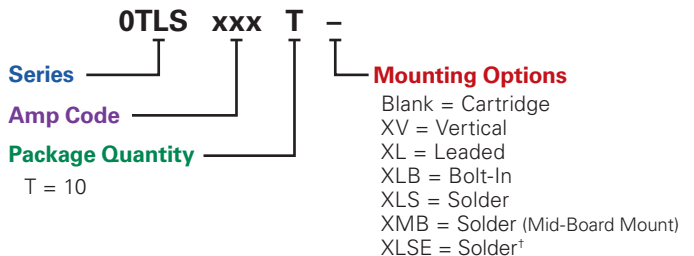 0TLS xxx T –
Series
Amp Code
Package Quantity
T = 10
Mounting Options
Blank = Cartridge
XV = Vertical
XL = Leaded
XLB = Bolt-In
XLS = Solder
XMB = Solder (Mid-Board Mount)
XLSE = Solder†